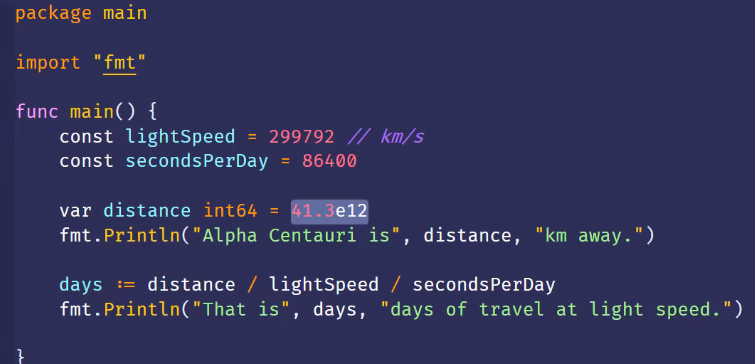 package main
import "fmt"
func main() {
const lightSpeed = 299792 // km/s
const secondsPerDay = 86400
var distance int64 = 41.3e12
fmt.Println("Alpha Centauri is", distance, "km away.")
days := distance / lightSpeed / secondsPerDay
fmt.Println("That is", days, "days of travel at light speed.")
}